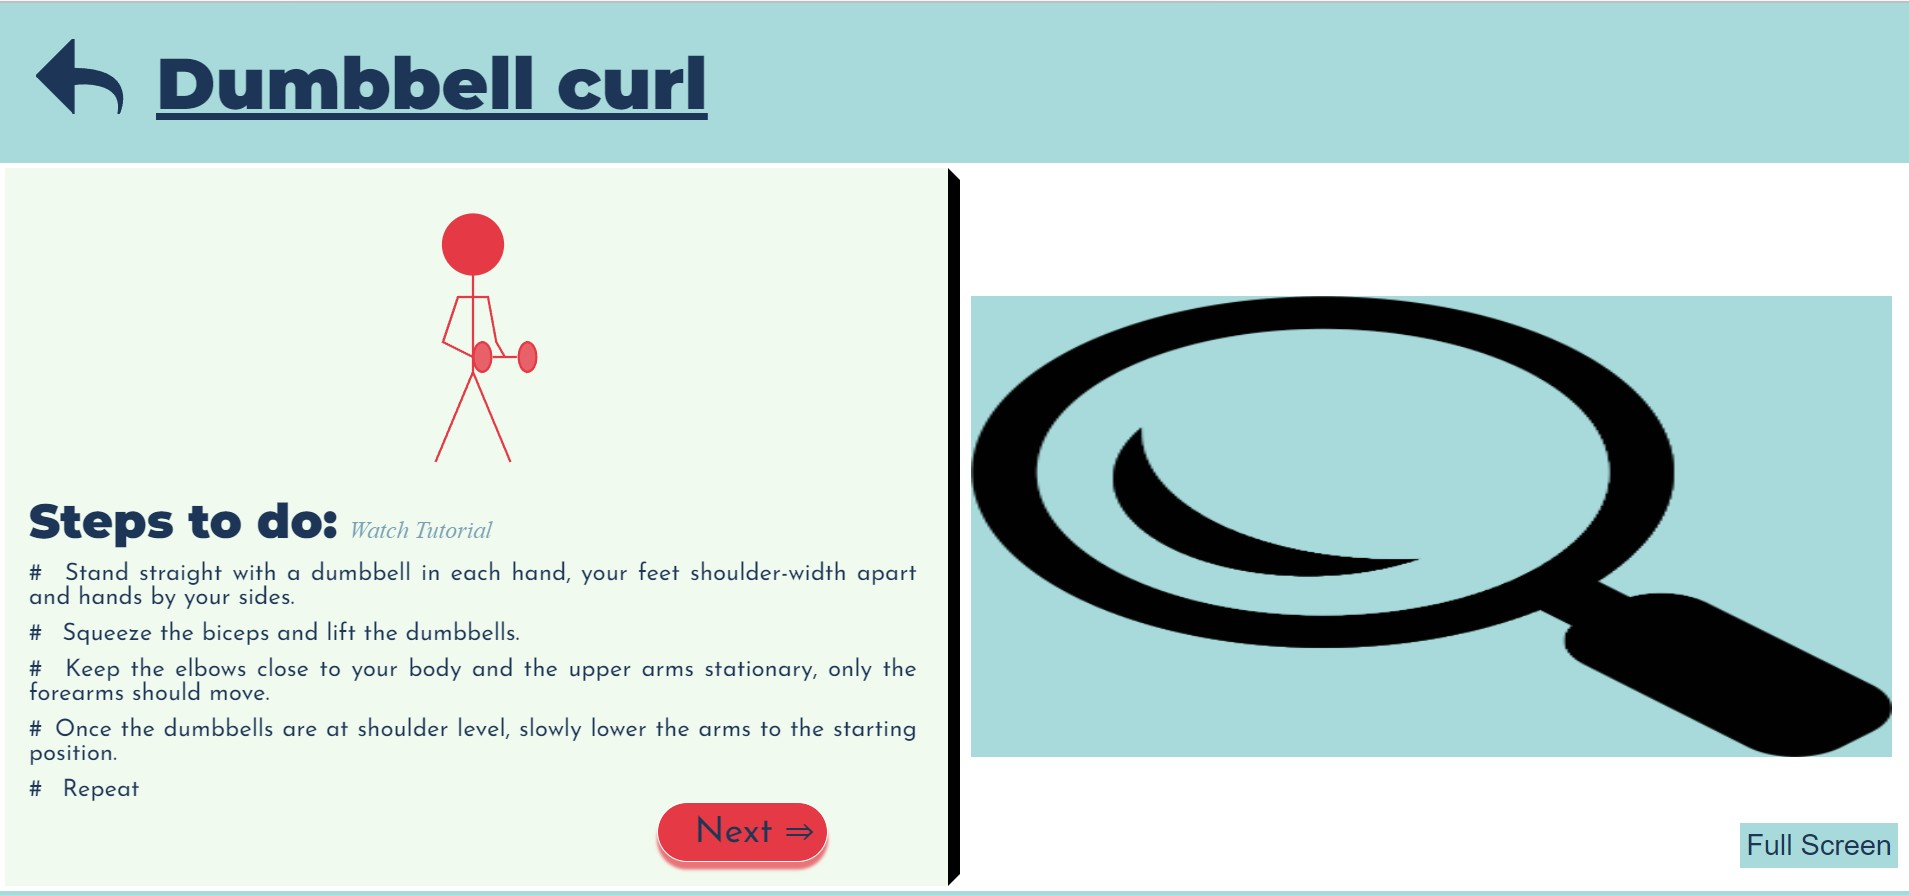 Dumbbell curl
Steps to do: Watch Tutorial
# Stand straight with a dumbbell in each hand, your feet shoulder-width apart
and hands by your sides.
# Squeeze the biceps and lift the dumbbells.
# Keep the elbows close to your body and the upper arms stationary, only the
forearms should move.
# Once the dumbbells are at shoulder level, slowly lower the arms to the starting
position.
# Repeat
Next ⇒
Full Screen